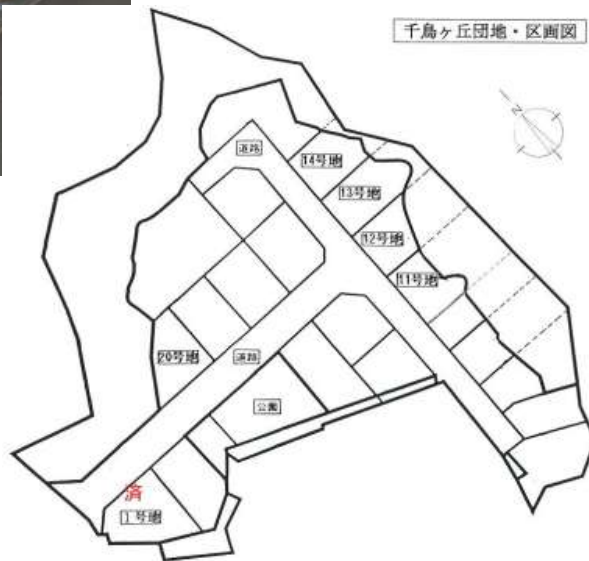 千鳥ヶ丘団地・区画図
N
道路
14号地
13号地
12号地
11号地
20号地
道路
公園
済
1号地